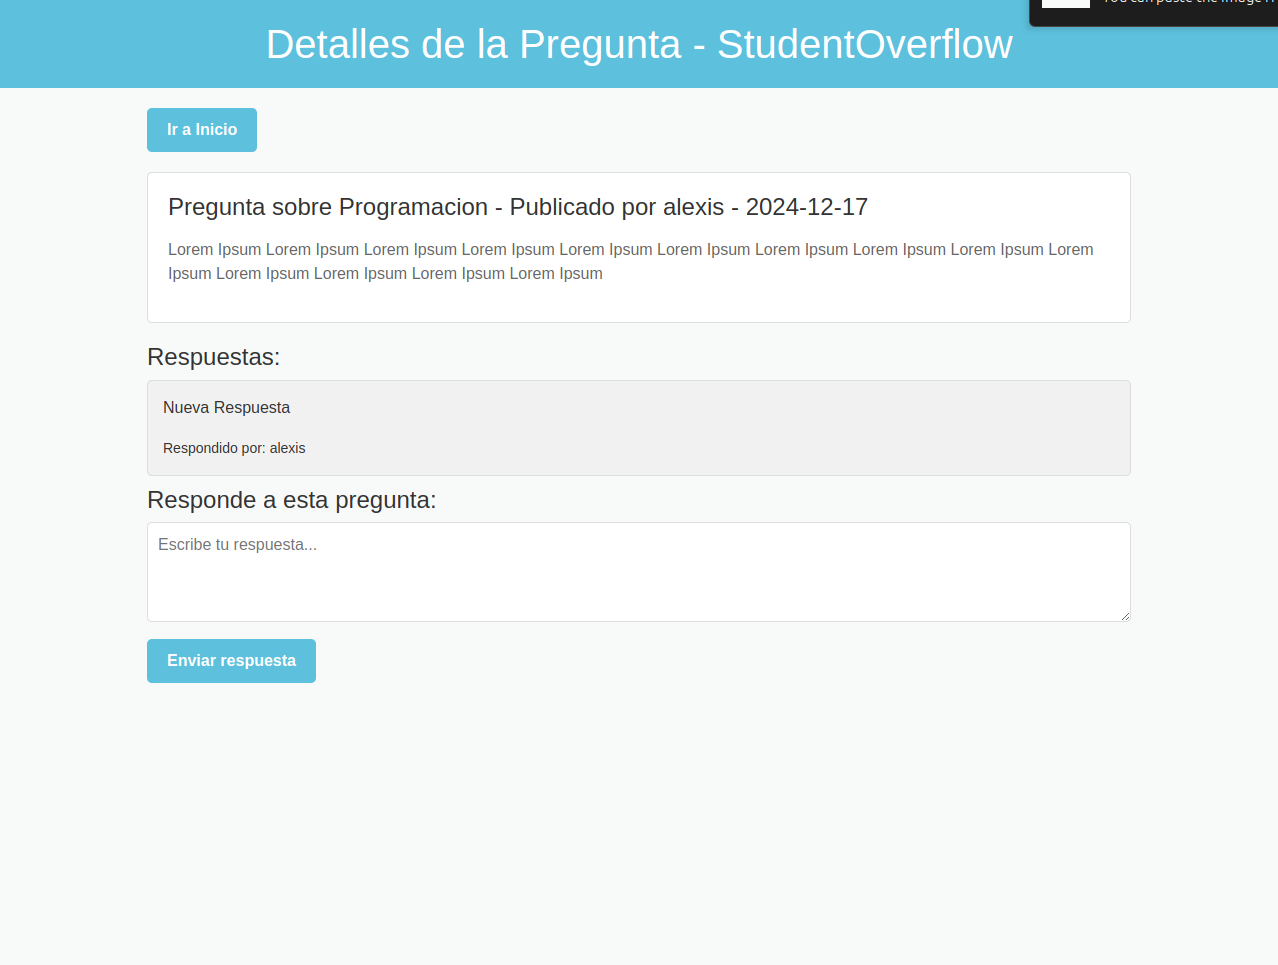 Detalles de la Pregunta - StudentOverflow
Ir a Inicio
Pregunta sobre Programacion - Publicado por alexis - 2024-12-17
Lorem Ipsum Lorem Ipsum Lorem Ipsum Lorem Ipsum Lorem Ipsum Lorem Ipsum Lorem Ipsum Lorem Ipsum Lorem Ipsum Lorem
Ipsum Lorem Ipsum Lorem Ipsum Lorem Ipsum Lorem Ipsum
Respuestas:
Nueva Respuesta
Respondido por: alexis
Responde a esta pregunta:
Escribe tu respuesta...
Enviar respuesta